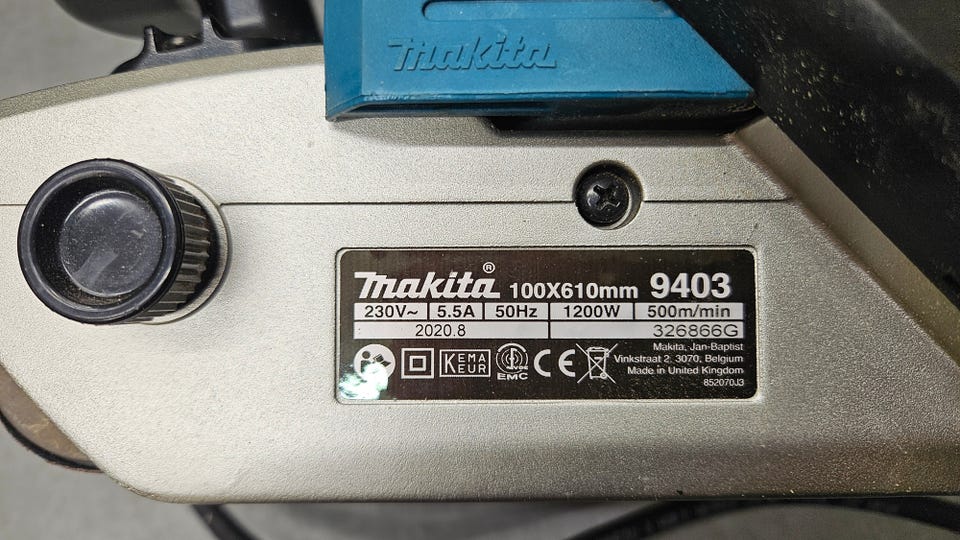 Makita
Makita® 100X610mm 9403
230V~ 5.5A 50Hz 1200W 500m/min
2020.8 326866G
KEMA
KEUR
VDE
EMC
CE
Makita, Jan-Baptist
Vinkstraat 2, 3070, Belgium
Made in United Kingdom
852070J3